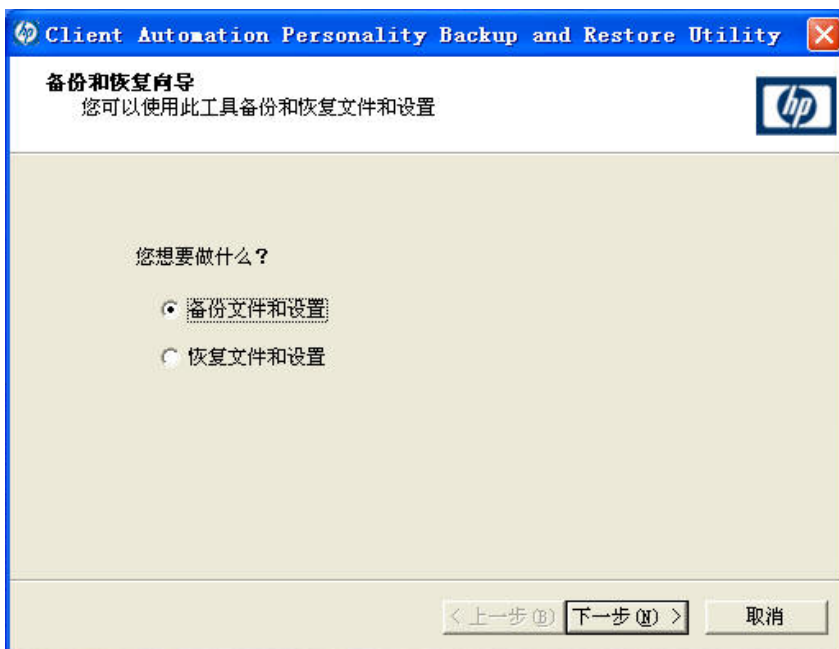 Client Automation Personality Backup and Restore Utility
备份和恢复向导
您可以使用此工具备份和恢复文件和设置
hp
您想要做什么?
备份文件和设置
恢复文件和设置
< 上一步(B) 下一步(N) > 取消